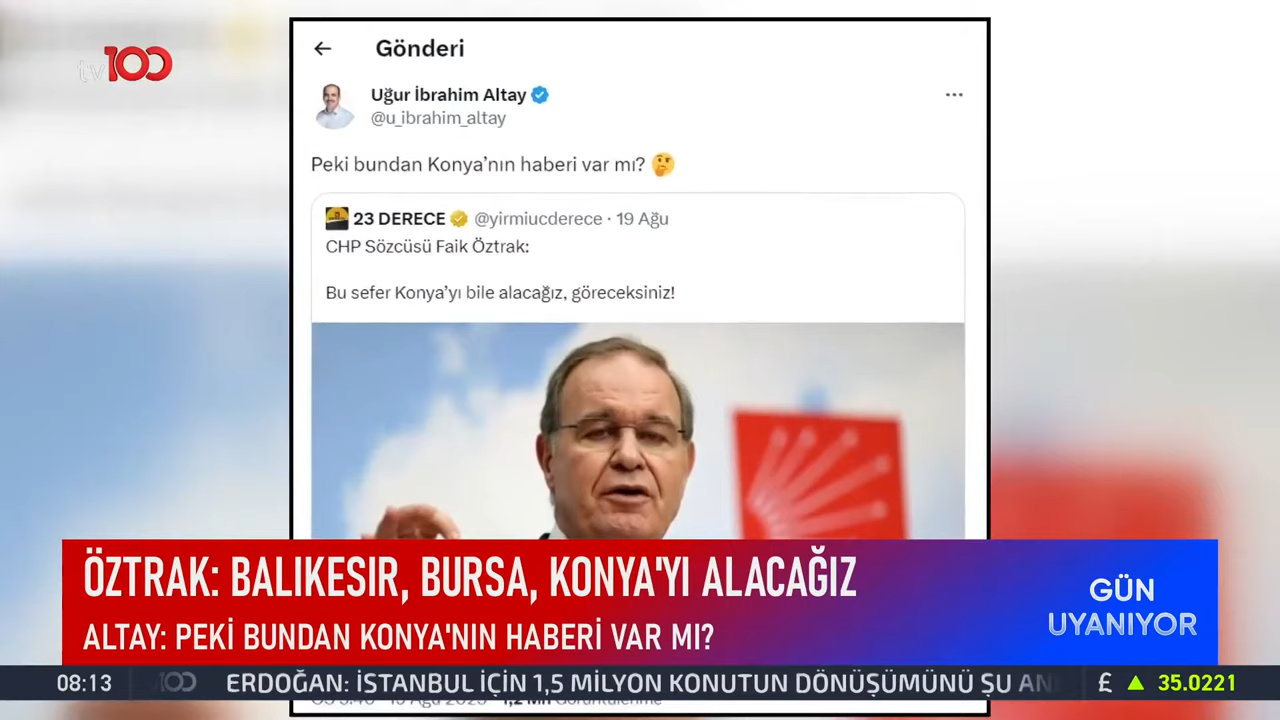 tv100
Gönderi
Uğur İbrahim Altay
@u_ibrahim_altay
Peki bundan Konya’nın haberi var mı? 🤔
23 DERECE @yirmiucderece · 19 Ağu
CHP Sözcüsü Faik Öztrak:
Bu sefer Konya’yı bile alacağız, göreceksiniz!
ÖZTRAK: BALIKESIR, BURSA, KONYA'YI ALACAĞIZ
ALTAY: PEKİ BUNDAN KONYA'NIN HABERİ VAR MI?
GÜN
UYANIYOR
08:13 100 ERDOĞAN: İSTANBUL İÇİN 1,5 MİLYON KONUTUN DÖNÜŞÜMÜNÜ ŞU £ ▲ 35.0221